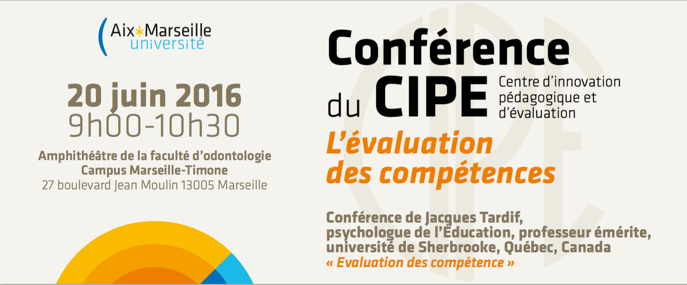 Aix✶Marseille
université
20 juin 2016
9h00-10h30
Amphithéâtre de la faculté d'odontologie
Campus Marseille-Timone
27 boulevard Jean Moulin 13005 Marseille
Conférence
du CIPE
Centre d'innovation
pédagogique et
d'évaluation
L'évaluation
des compétences
Conférence de Jacques Tardif,
psychologue de l'Éducation, professeur émérite,
université de Sherbrooke, Québec, Canada
« Evaluation des compétence »